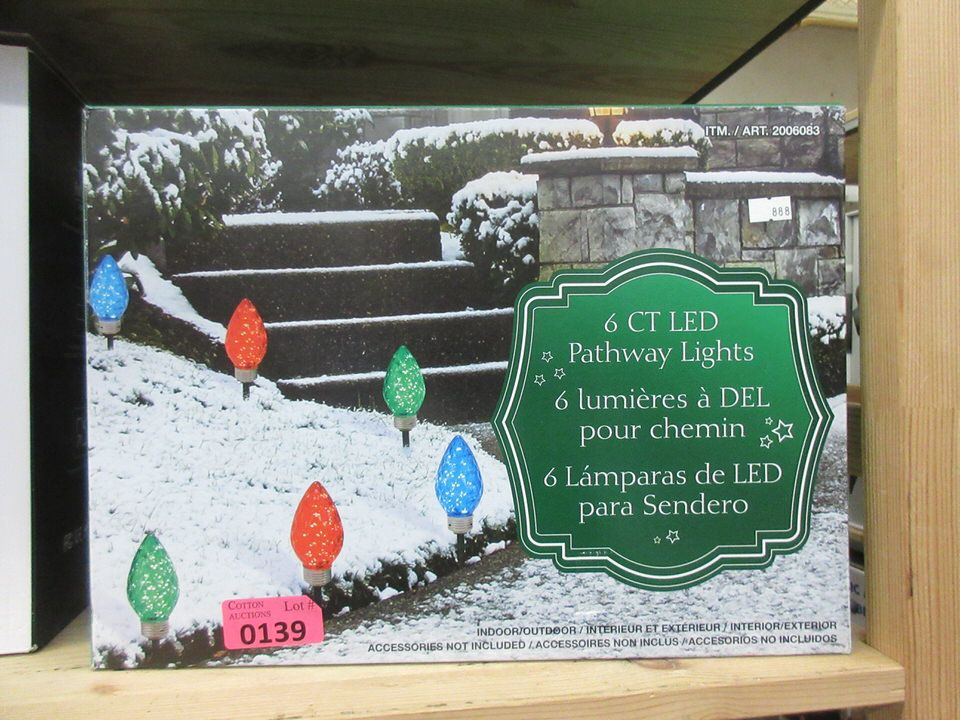 ITM. / ART. 2006083
888
6 CT LED
Pathway Lights
6 lumières à DEL
pour chemin
6 Lámparas de LED
para Sendero
COTTON
AUCTIONS
Lot #
0139
INDOOR/OUTDOOR / INTÉRIEUR ET EXTÉRIEUR / INTERIOR/EXTERIOR
ACCESSORIES NOT INCLUDED / ACCESSOIRES NON INCLUS / ACCESORIOS NO INCLUIDOS